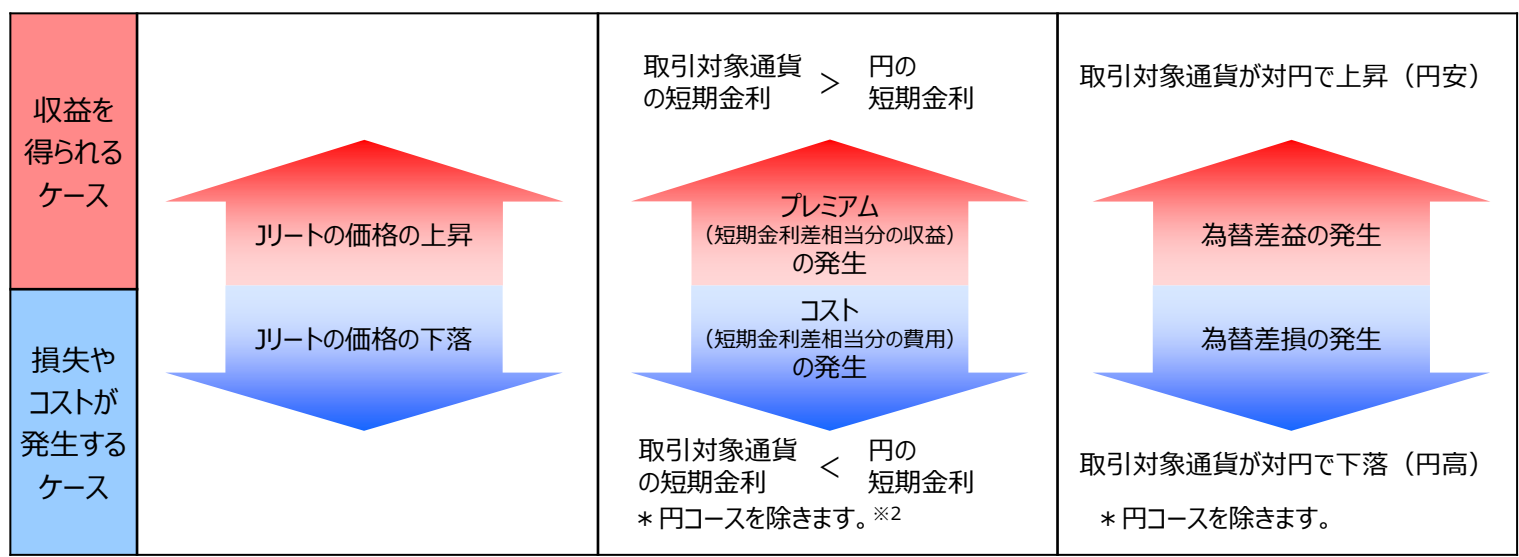 収益を
得られる
ケース
Jリートの価格の上昇
取引対象通貨
の短期金利
＞
円の
短期金利
プレミアム
（短期金利差相当分の収益）
の発生
取引対象通貨が対円で上昇（円安）
為替差益の発生
損失や
コストが
発生する
ケース
Jリートの価格の下落
コスト
（短期金利差相当分の費用）
の発生
取引対象通貨
の短期金利
＜
円の
短期金利
＊円コースを除きます。※2
為替差損の発生
取引対象通貨が対円で下落（円高）
＊円コースを除きます。